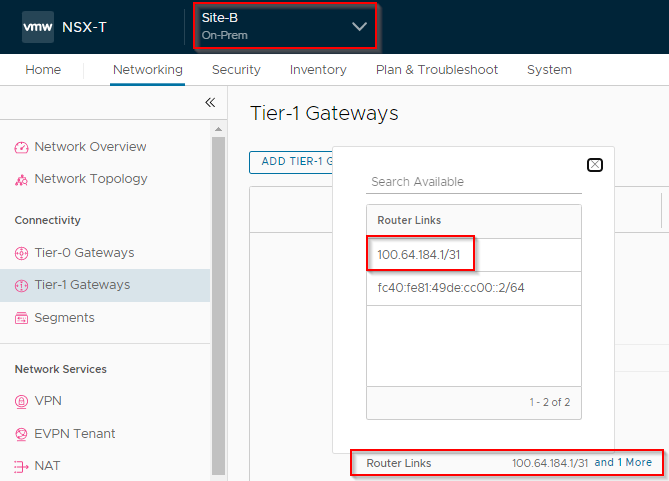 vmw NSX-T
Site-B
On-Prem
Home Networking Security Inventory Plan & Troubleshoot System
Network Overview
Network Topology
Connectivity
Tier-0 Gateways
Tier-1 Gateways
Segments
Network Services
VPN
EVPN Tenant
NAT
Tier-1 Gateways
ADD TIER-1 G
Search Available
Router Links
100.64.184.1/31
fc40:fe81:49de:cc00::2/64
1 - 2 of 2
Router Links 100.64.184.1/31 and 1 More